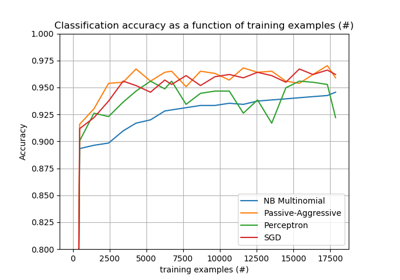 Classification accuracy as a function of training examples (#)
1.000
0.975
0.950
0.925
0.900
0.875
0.850
0.825
0.800
Accuracy
NB Multinomial
Passive-Aggressive
Perceptron
SGD
0 2500 5000 7500 10000 12500 15000 17500
training examples (#)